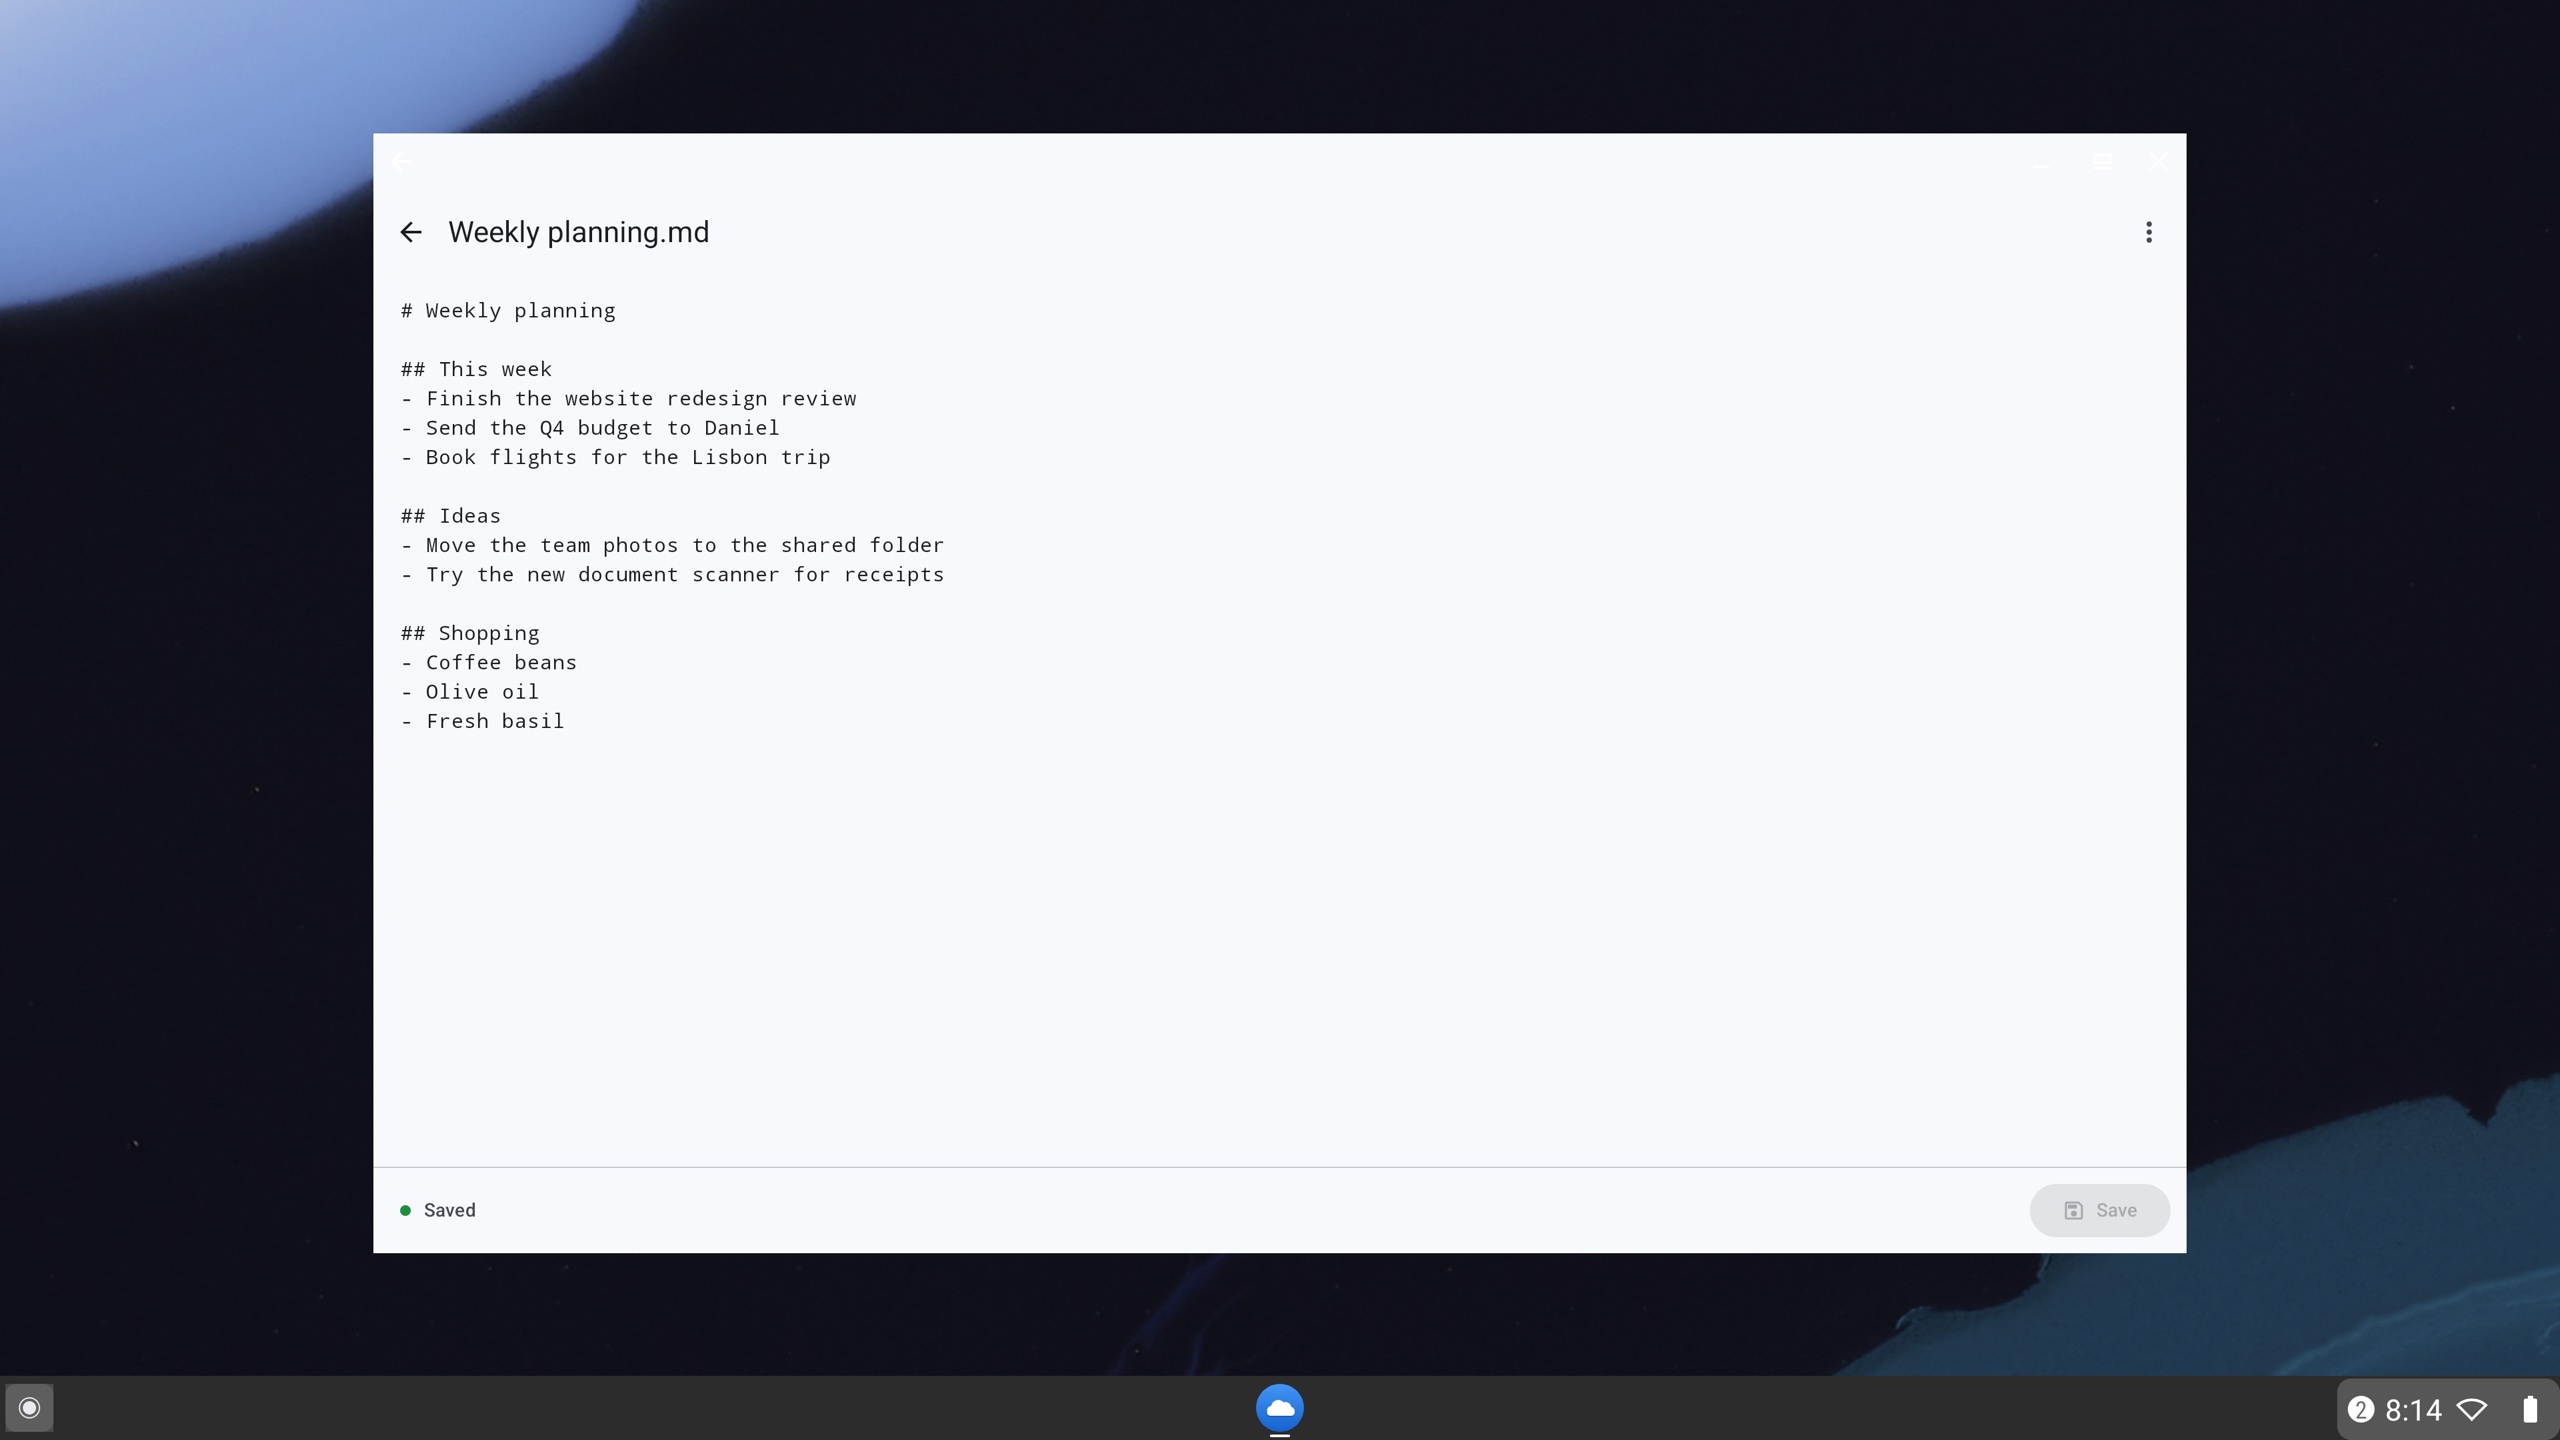 Weekly planning.md
# Weekly planning
## This week
- Finish the website redesign review
- Send the Q4 budget to Daniel
- Book flights for the Lisbon trip
## Ideas
- Move the team photos to the shared folder
- Try the new document scanner for receipts
## Shopping
- Coffee beans
- Olive oil
- Fresh basil
Saved
Save
2 8:14